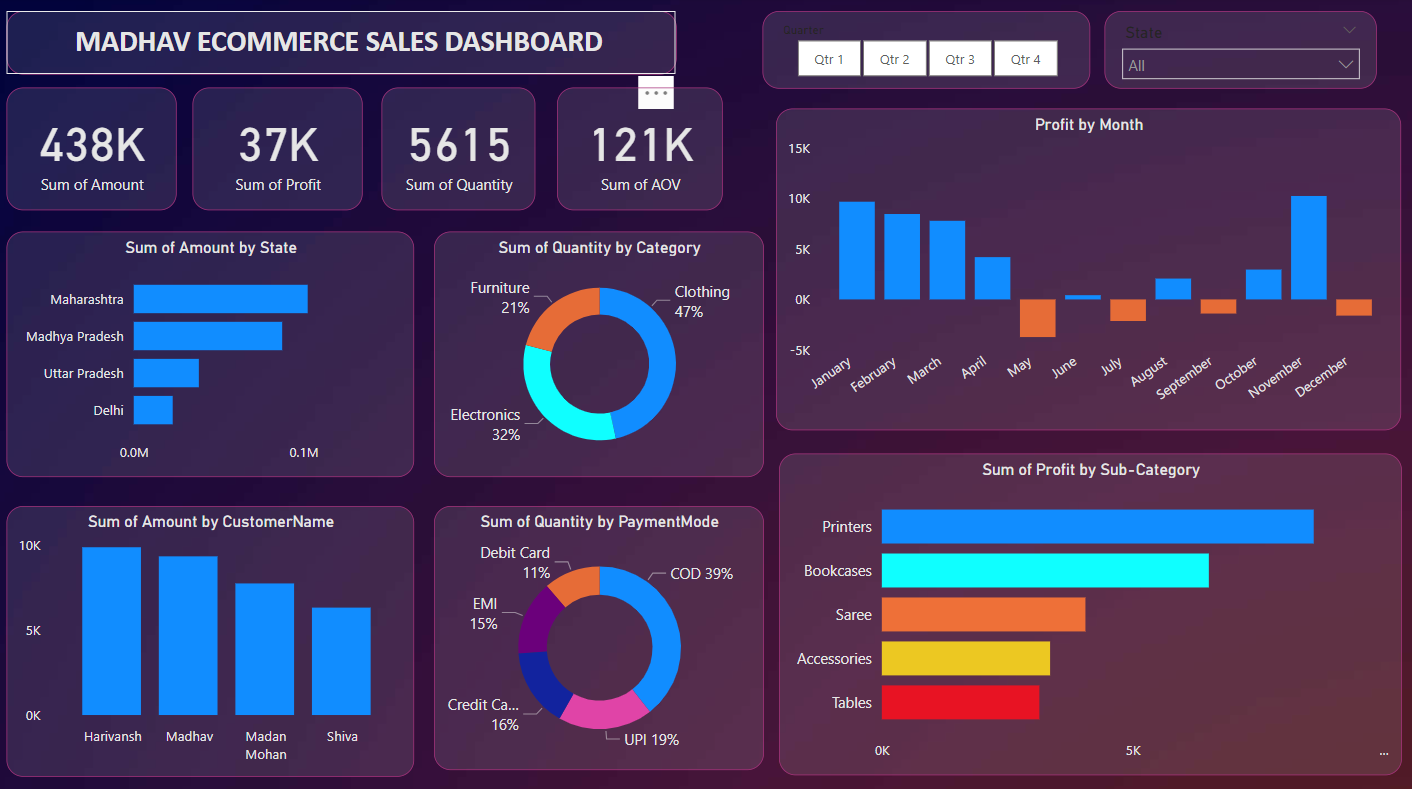 MADHAV ECOMMERCE SALES DASHBOARD
Quarter
Qtr 1
Qtr 2
Qtr 3
Qtr 4
State
All
438K
Sum of Amount
37K
Sum of Profit
5615
Sum of Quantity
121K
Sum of AOV
Profit by Month
15K
10K
5K
0K
-5K
January
February
March
April
May
June
July
August
September
October
November
December
Sum of Amount by State
Maharashtra
Madhya Pradesh
Uttar Pradesh
Delhi
0.0M
0.1M
Sum of Quantity by Category
Furniture
21%
Clothing
47%
Electronics
32%
Sum of Amount by CustomerName
10K
5K
0K
Harivansh
Madhav
Madan
Mohan
Shiva
Sum of Quantity by PaymentMode
Debit Card
11%
COD 39%
EMI
15%
Credit Ca...
16%
UPI 19%
Sum of Profit by Sub-Category
Printers
Bookcases
Saree
Accessories
Tables
0K
5K
...